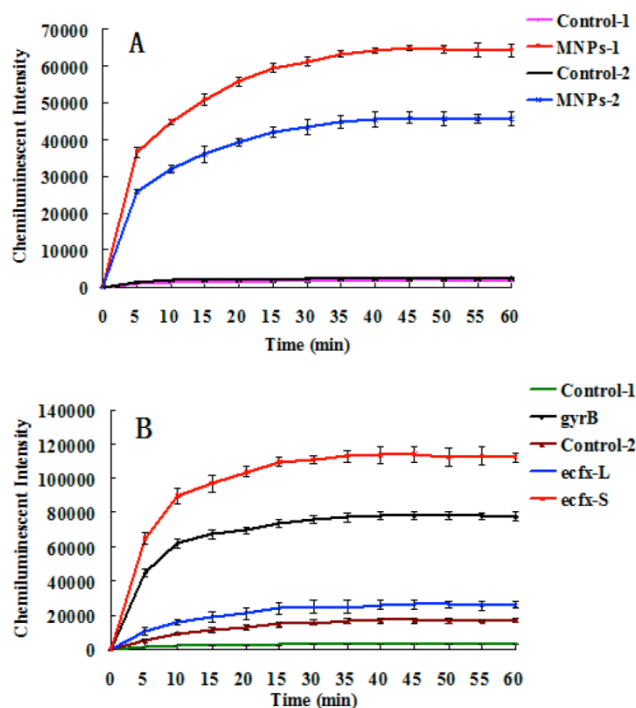 A
Control-1
MNPs-1
Control-2
MNPs-2
Chemiluminescent Intensity
70000
60000
50000
40000
30000
20000
10000
0
0 5 10 15 20 25 30 35 40 45 50 55 60
Time (min)
B
Control-1
gyrB
Control-2
ecfx-L
ecfx-S
Chemiluminescent Intensity
140000
120000
100000
80000
60000
40000
20000
0
0 5 10 15 20 25 30 35 40 45 50 55 60
Time (min)